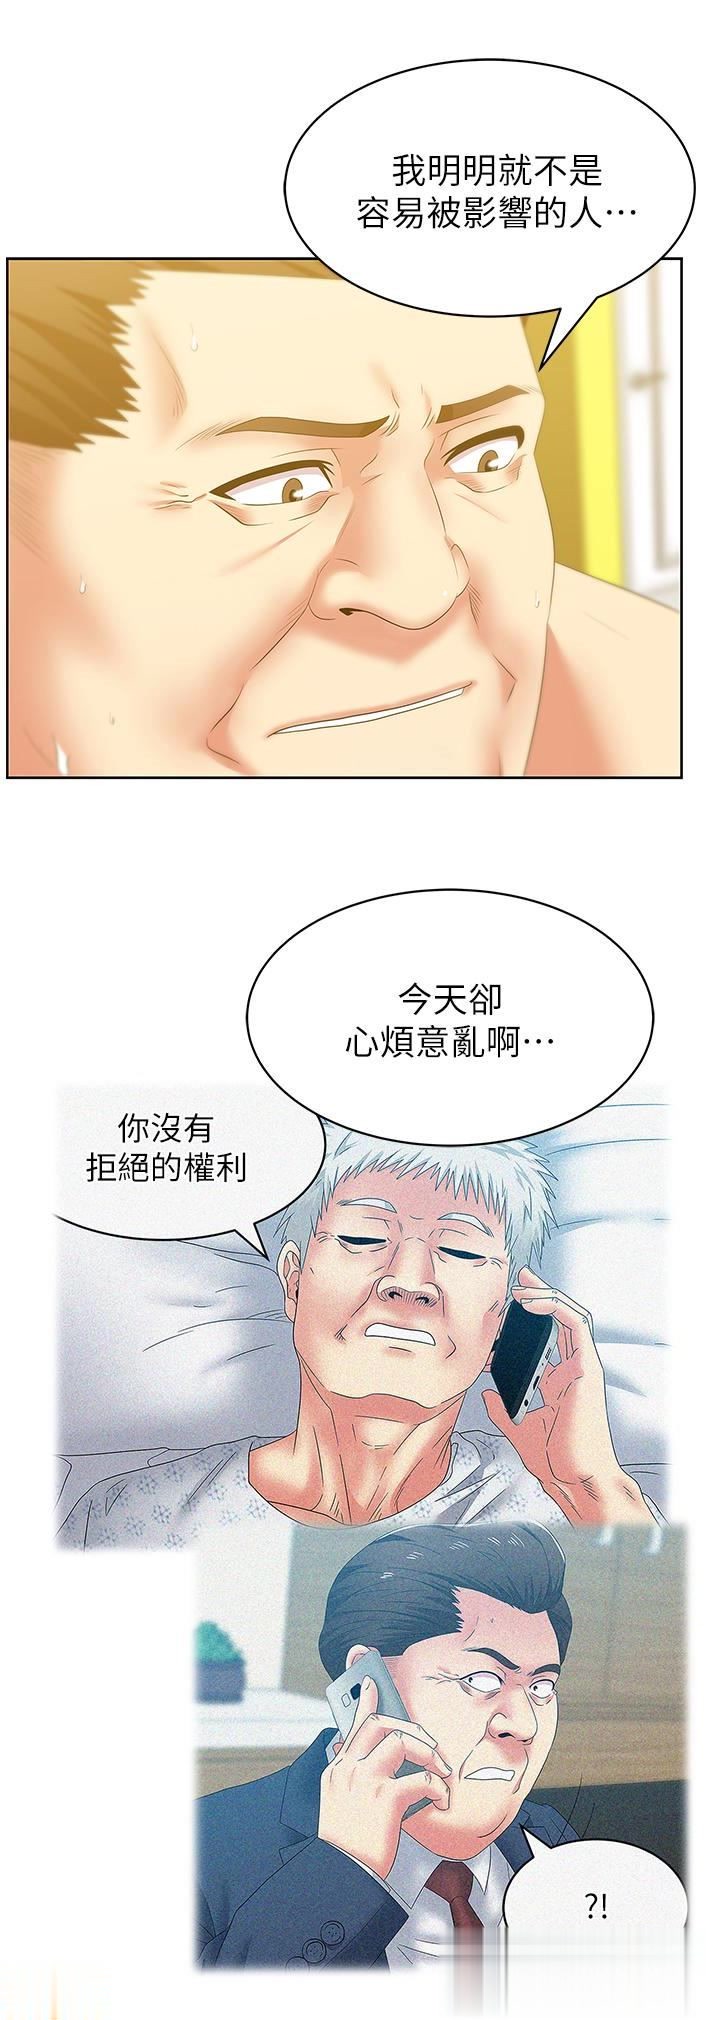 我明明就不是
容易被影響的人…
今天卻
心煩意亂啊…
你沒有
拒絕的權利
?!